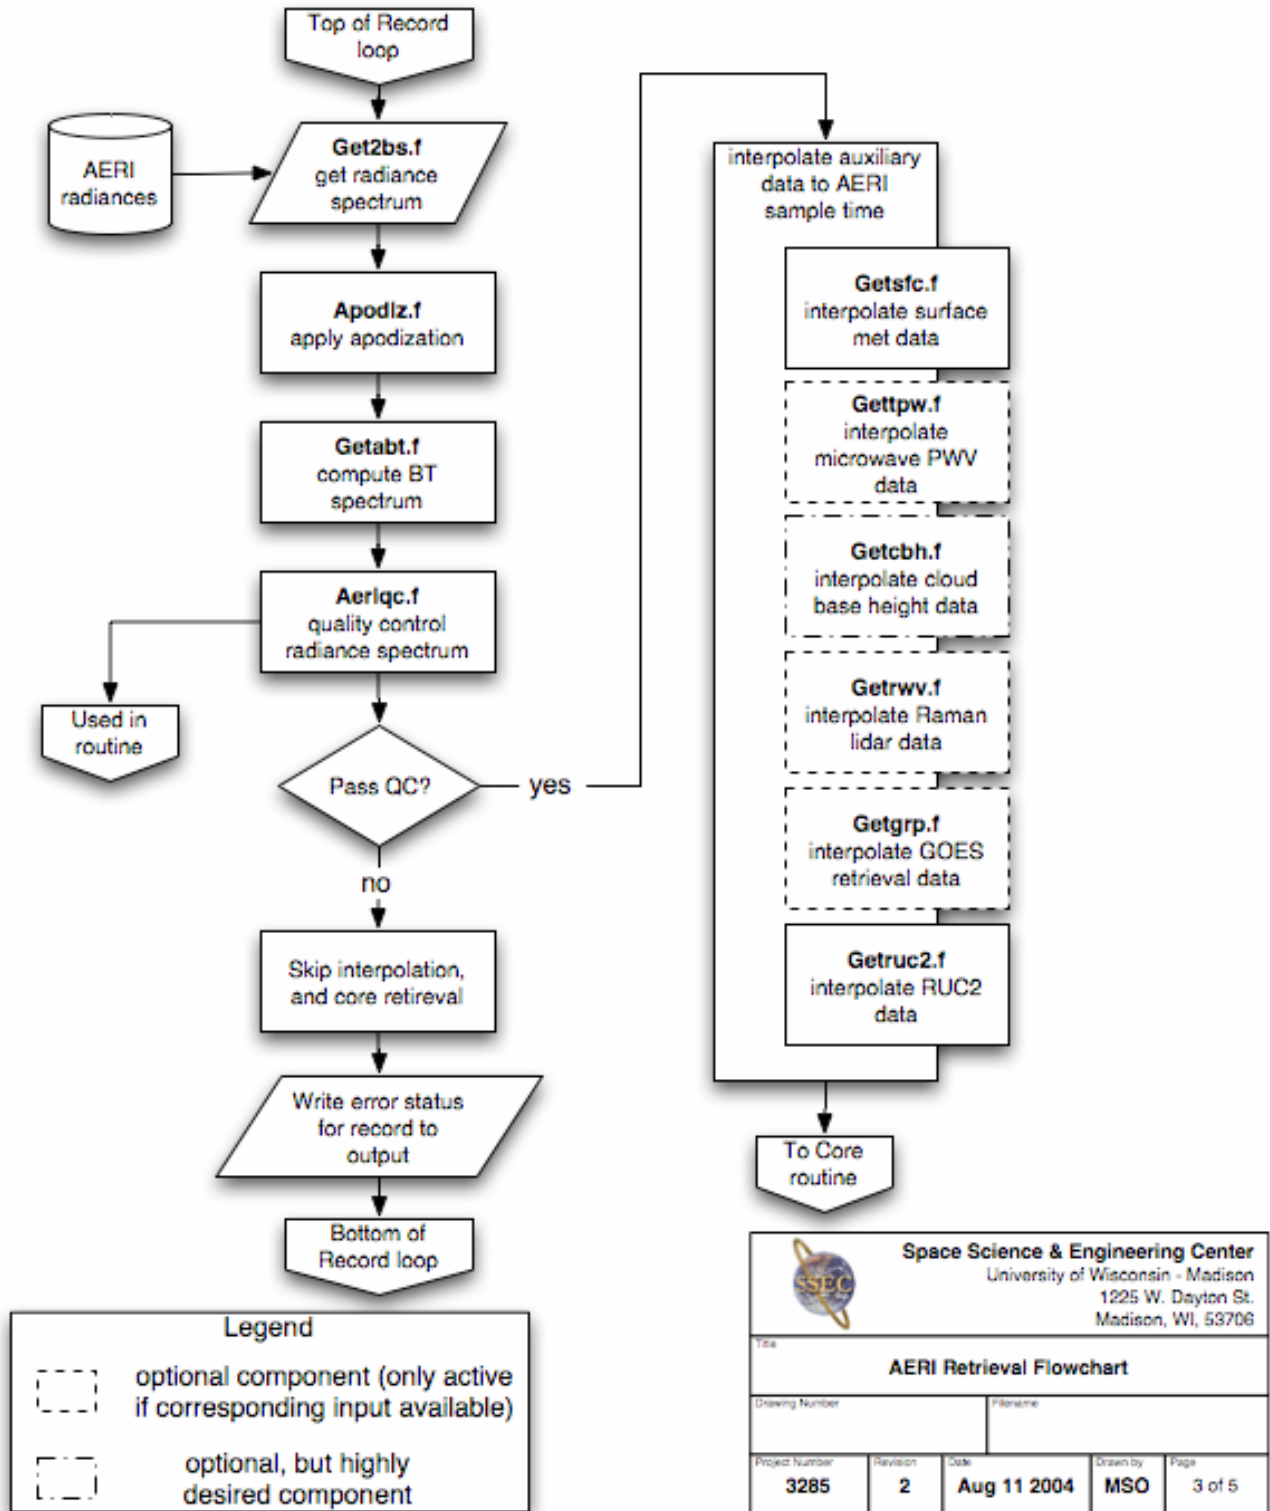 Top of Record
loop
AERI
radiances
Get2bs.f
get radiance
spectrum
Apodlz.f
apply apodization
Getabt.f
compute BT
spectrum
Aerlqc.f
quality control
radiance spectrum
Used in
routine
Pass QC?
yes
no
Skip interpolation,
and core retireval
Write error status
for record to
output
Bottom of
Record loop
interpolate auxiliary
data to AERI
sample time
Getsfc.f
interpolate surface
met data
Gettpw.f
interpolate
microwave PWV
data
Getcbh.f
interpolate cloud
base height data
Getrwv.f
interpolate Raman
lidar data
Getgrp.f
interpolate GOES
retrieval data
Getruc2.f
interpolate RUC2
data
To Core
routine
Legend
optional component (only active
if corresponding input available)
optional, but highly
desired component
SSEC
Space Science & Engineering Center
University of Wisconsin - Madison
1225 W. Dayton St.
Madison, WI, 53706
Title
AERI Retrieval Flowchart
Drawing Number
Filename
Project Number
3285
Revision
2
Date
Aug 11 2004
Drawn by
MSO
Page
3 of 5